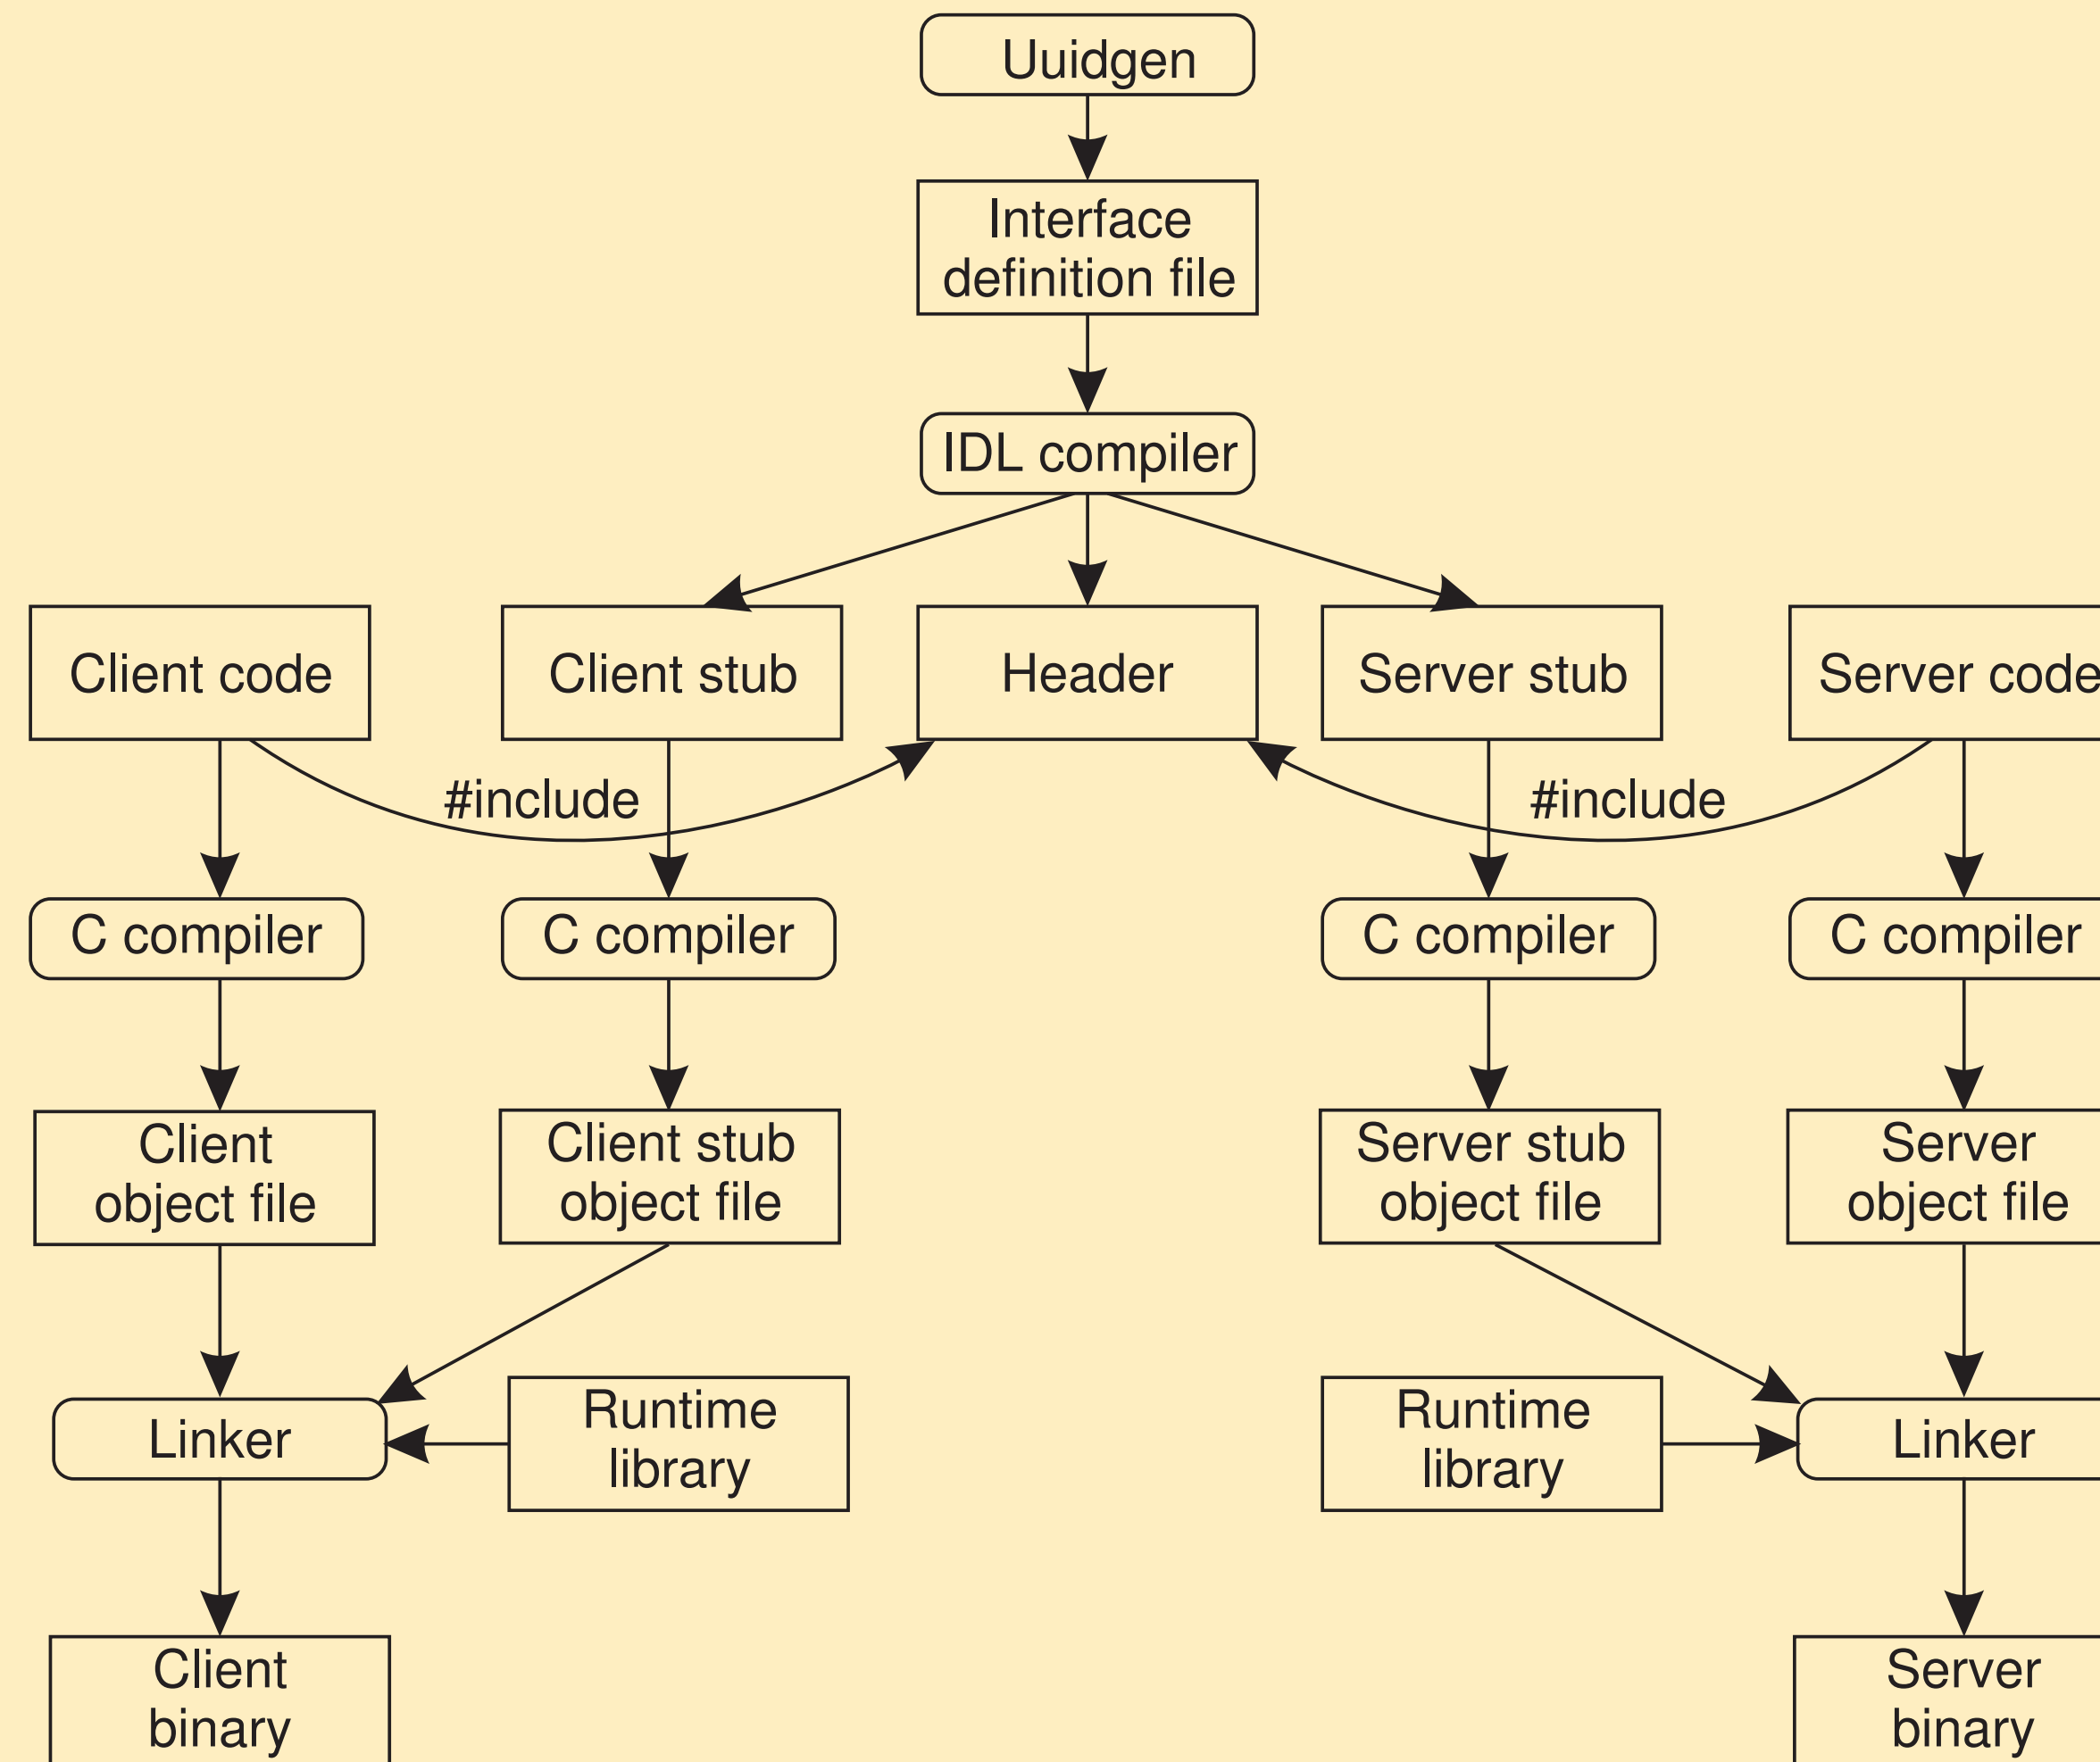 Uuidgen
Interface
definition file
IDL compiler
Client code
Client stub
Header
Server stub
Server code
#include
#include
C compiler
C compiler
C compiler
C compiler
Client
object file
Client stub
object file
Server stub
object file
Server
object file
Linker
Runtime
library
Runtime
library
Linker
Client
binary
Server
binary